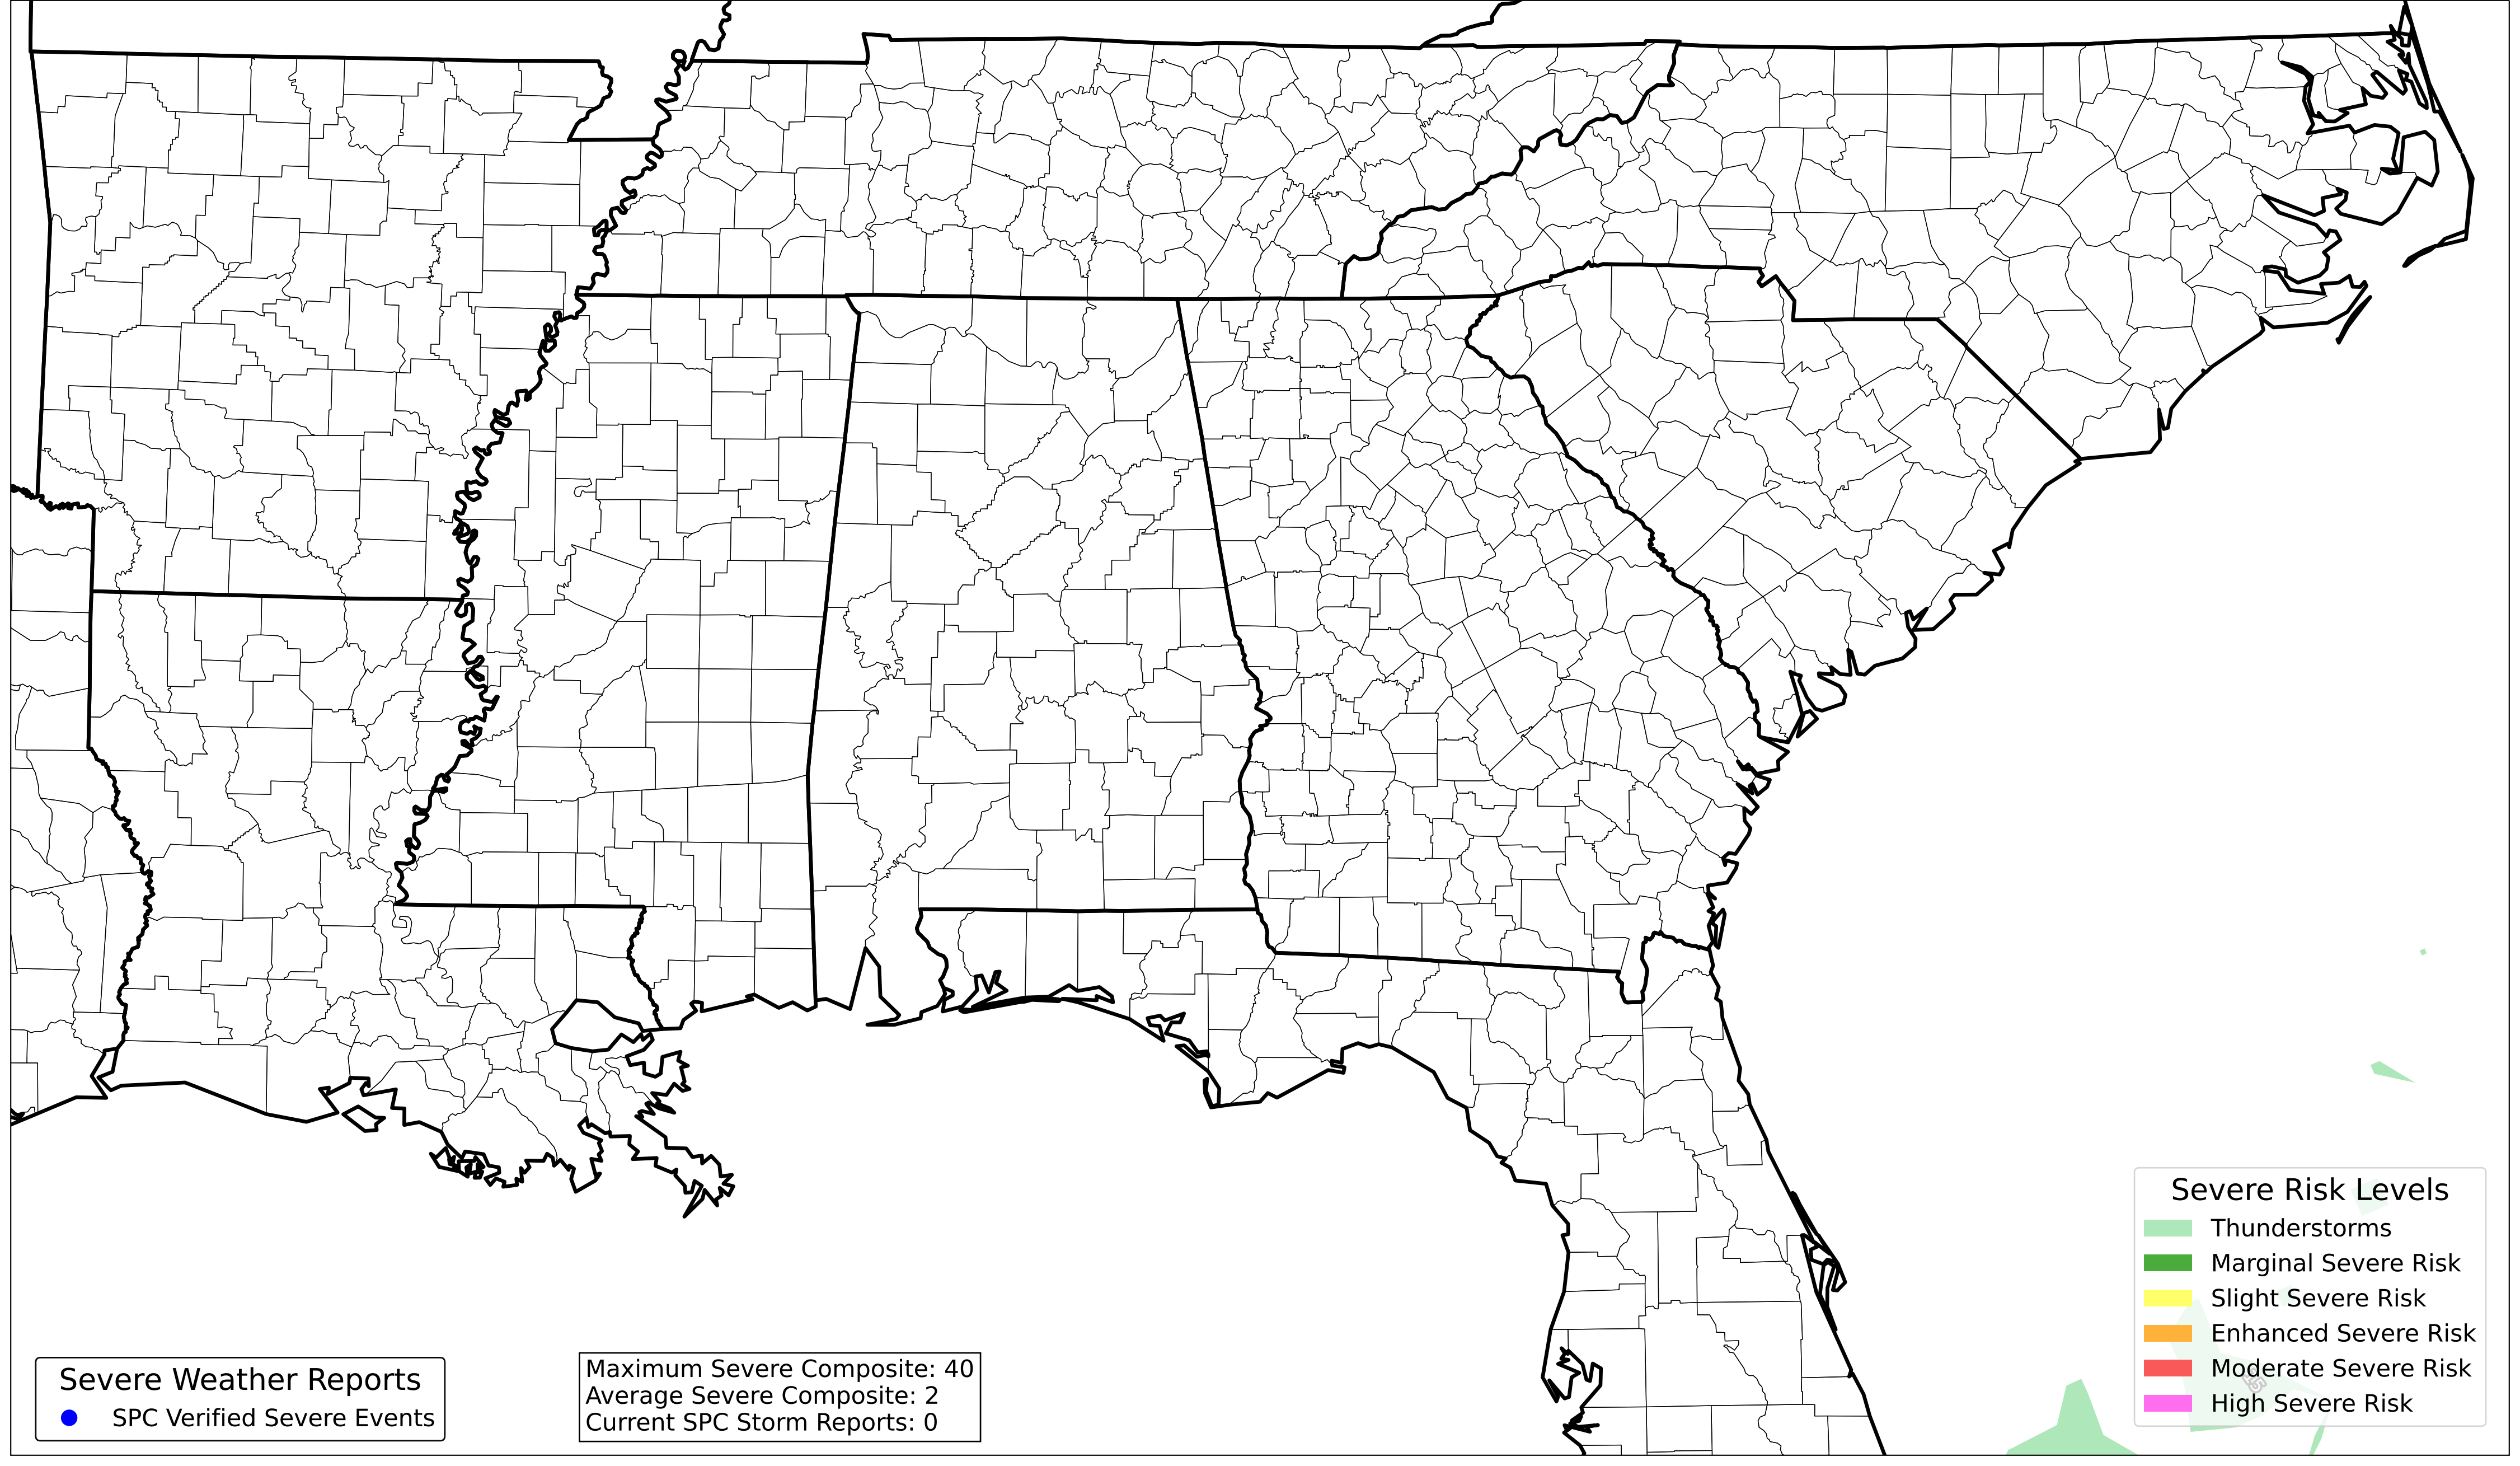 Severe Risk Levels
Thunderstorms
Marginal Severe Risk
Slight Severe Risk
Enhanced Severe Risk
Moderate Severe Risk
High Severe Risk
Severe Weather Reports
SPC Verified Severe Events
Maximum Severe Composite: 40
Average Severe Composite: 2
Current SPC Storm Reports: 0